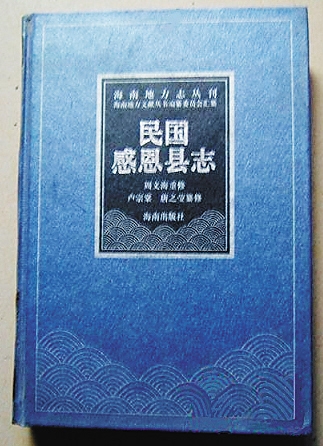 海南地方志丛刊
海南地方文献丛书编纂委员会汇纂
民国
感恩县志
周文海重修
卢宗棠 唐之莹纂修
海南出版社